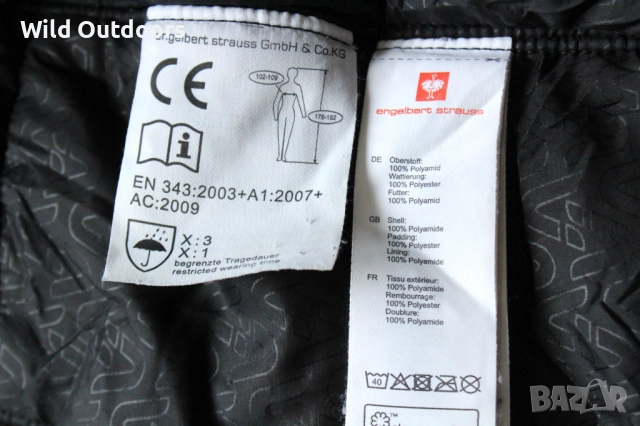 Wild Outdoors
engelbert strauss GmbH & Co.KG
CE
102-109
176-182
i
EN 343:2003+A1:2007+
AC:2009
X:3
X:1
begrenzte Tragedauer
restricted wearing time
engelbert strauss
DE Oberstoff:
100% Polyamid
Wattierung:
100% Polyester
Futter:
100% Polyamid
GB Shell:
100% Polyamide
Padding:
100% Polyester
Lining:
100% Polyamide
FR Tissu extérieur:
100% Polyamide
Rembourrage:
100% Polyester
Doublure:
100% Polyamide
40
BAZAR